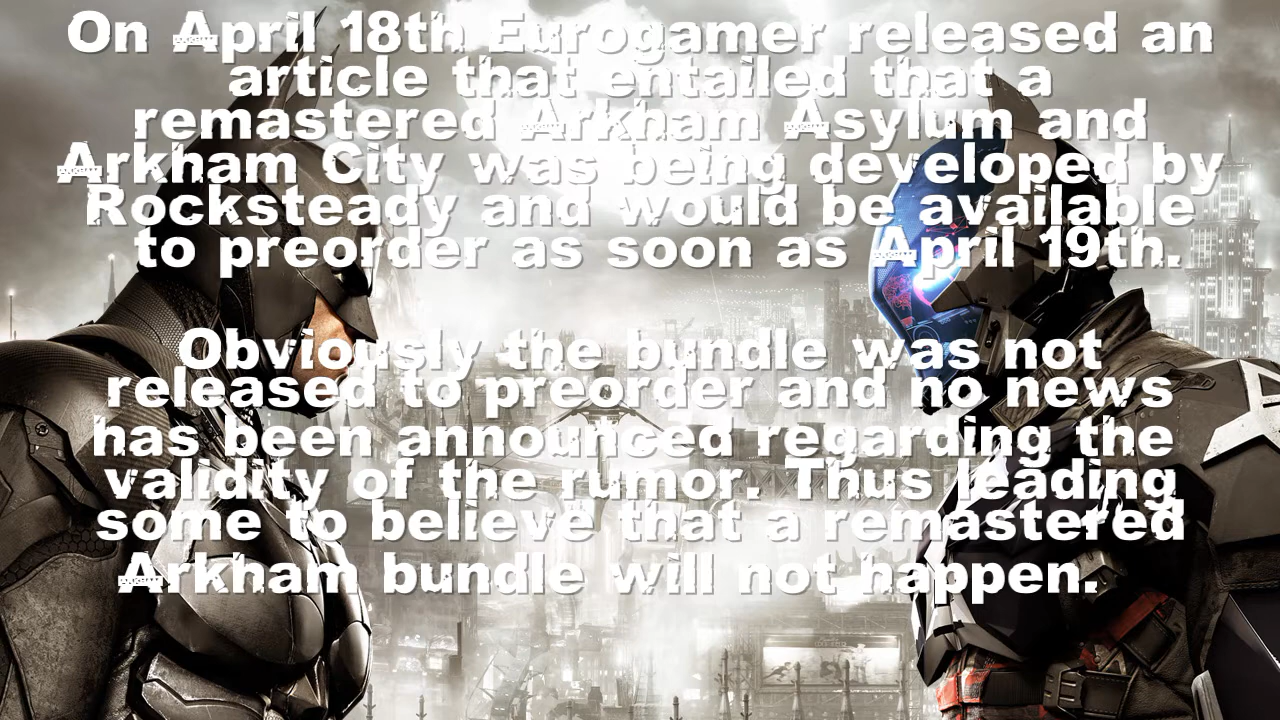 On April 18th Eurogamer released an
article that entailed that a
remastered Arkham Asylum and
Arkham City was being developed by
Rocksteady and would be available
to preorder as soon as April 19th.
Obviously the bundle was not
released to preorder and no news
has been announced regarding the
validity of the rumor. Thus leading
some to believe that a remastered
Arkham bundle will not happen.